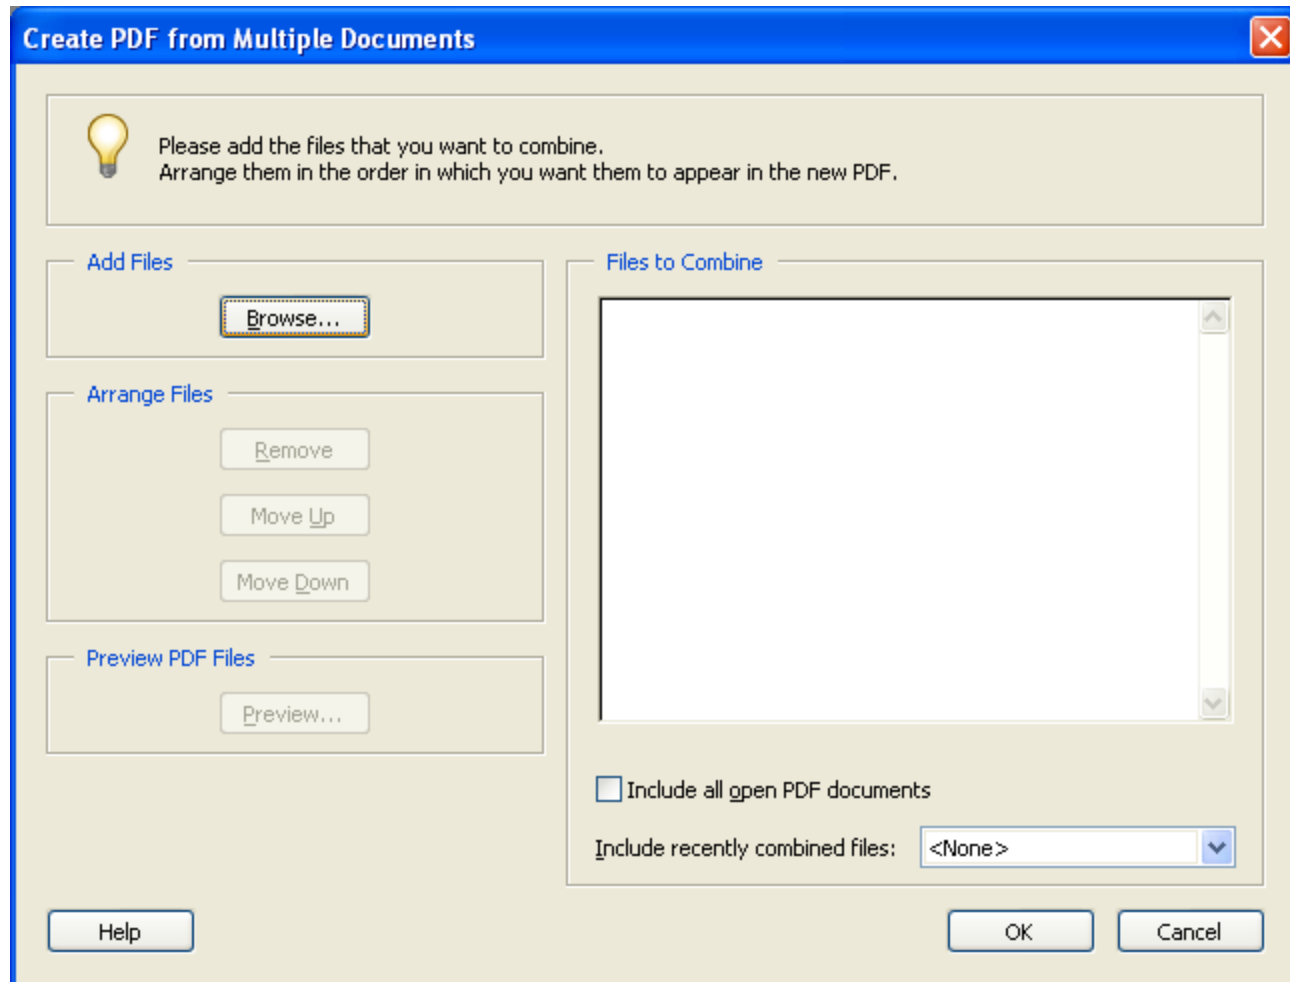 Create PDF from Multiple Documents
Please add the files that you want to combine.
Arrange them in the order in which you want them to appear in the new PDF.
Add Files
Browse...
Arrange Files
Remove
Move Up
Move Down
Preview PDF Files
Preview...
Files to Combine
Include all open PDF documents
Include recently combined files:
<None>
Help
OK
Cancel